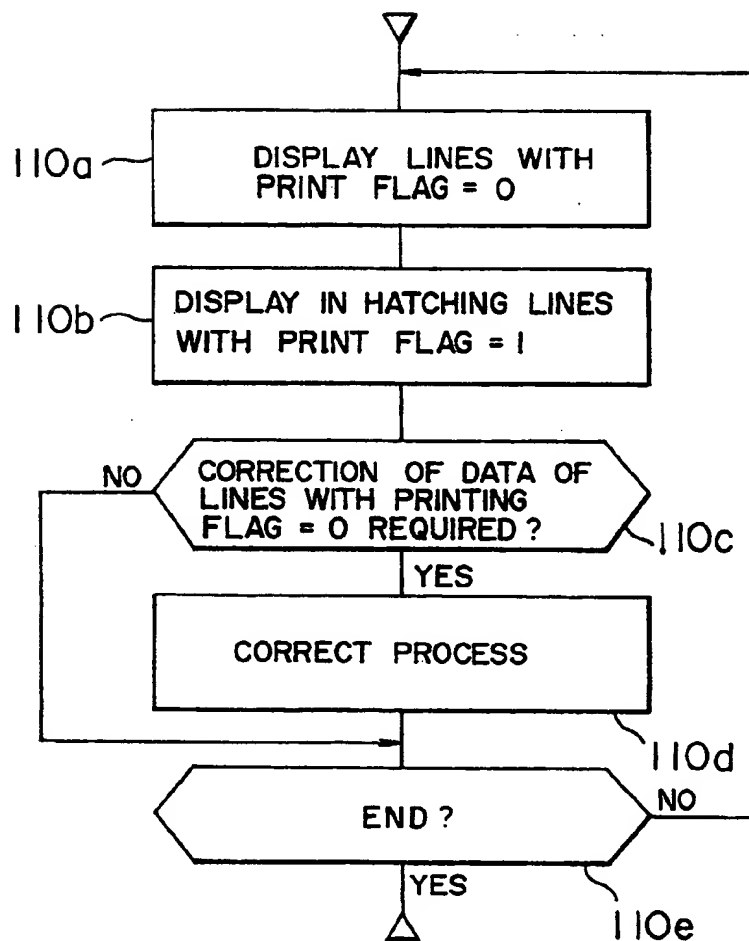 110a
DISPLAY LINES WITH
PRINT FLAG = 0
110b
DISPLAY IN HATCHING LINES
WITH PRINT FLAG = 1
NO
CORRECTION OF DATA OF
LINES WITH PRINTING
FLAG = 0 REQUIRED ?
110c
YES
CORRECT PROCESS
110d
END ?
NO
YES
110e